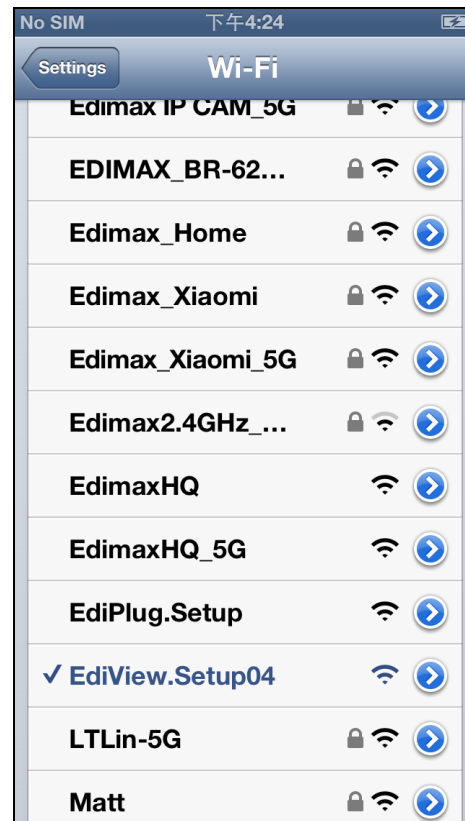 No SIM 下午4:24
Settings Wi-Fi
Edimax IP CAM_5G
EDIMAX_BR-62...
Edimax_Home
Edimax_Xiaomi
Edimax_Xiaomi_5G
Edimax2.4GHz_...
EdimaxHQ
EdimaxHQ_5G
EdiPlug.Setup
EdiView.Setup04
LTLin-5G
Matt